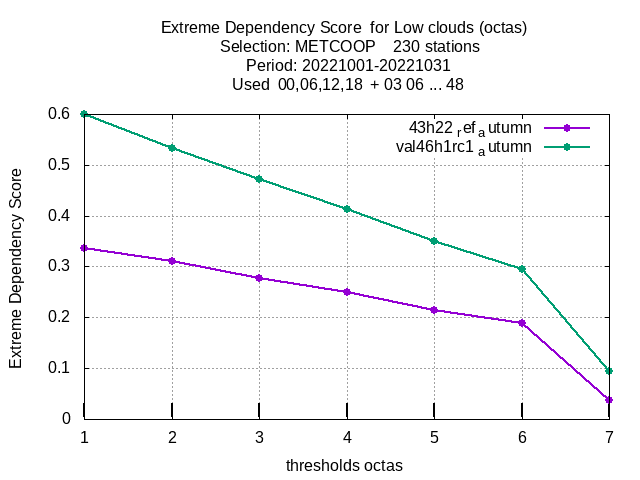 Extreme Dependency Score  for Low clouds (octas)
Selection: METCOOP    230 stations
Period: 20221001-20221031
Used  00,06,12,18  + 03 06 ... 48
43h22 refautumn
val46h1rc1 autumn
Extreme Dependency Score
0.6
0.5
0.4
0.3
0.2
0.1
0
1 2 3 4 5 6 7
thresholds octas